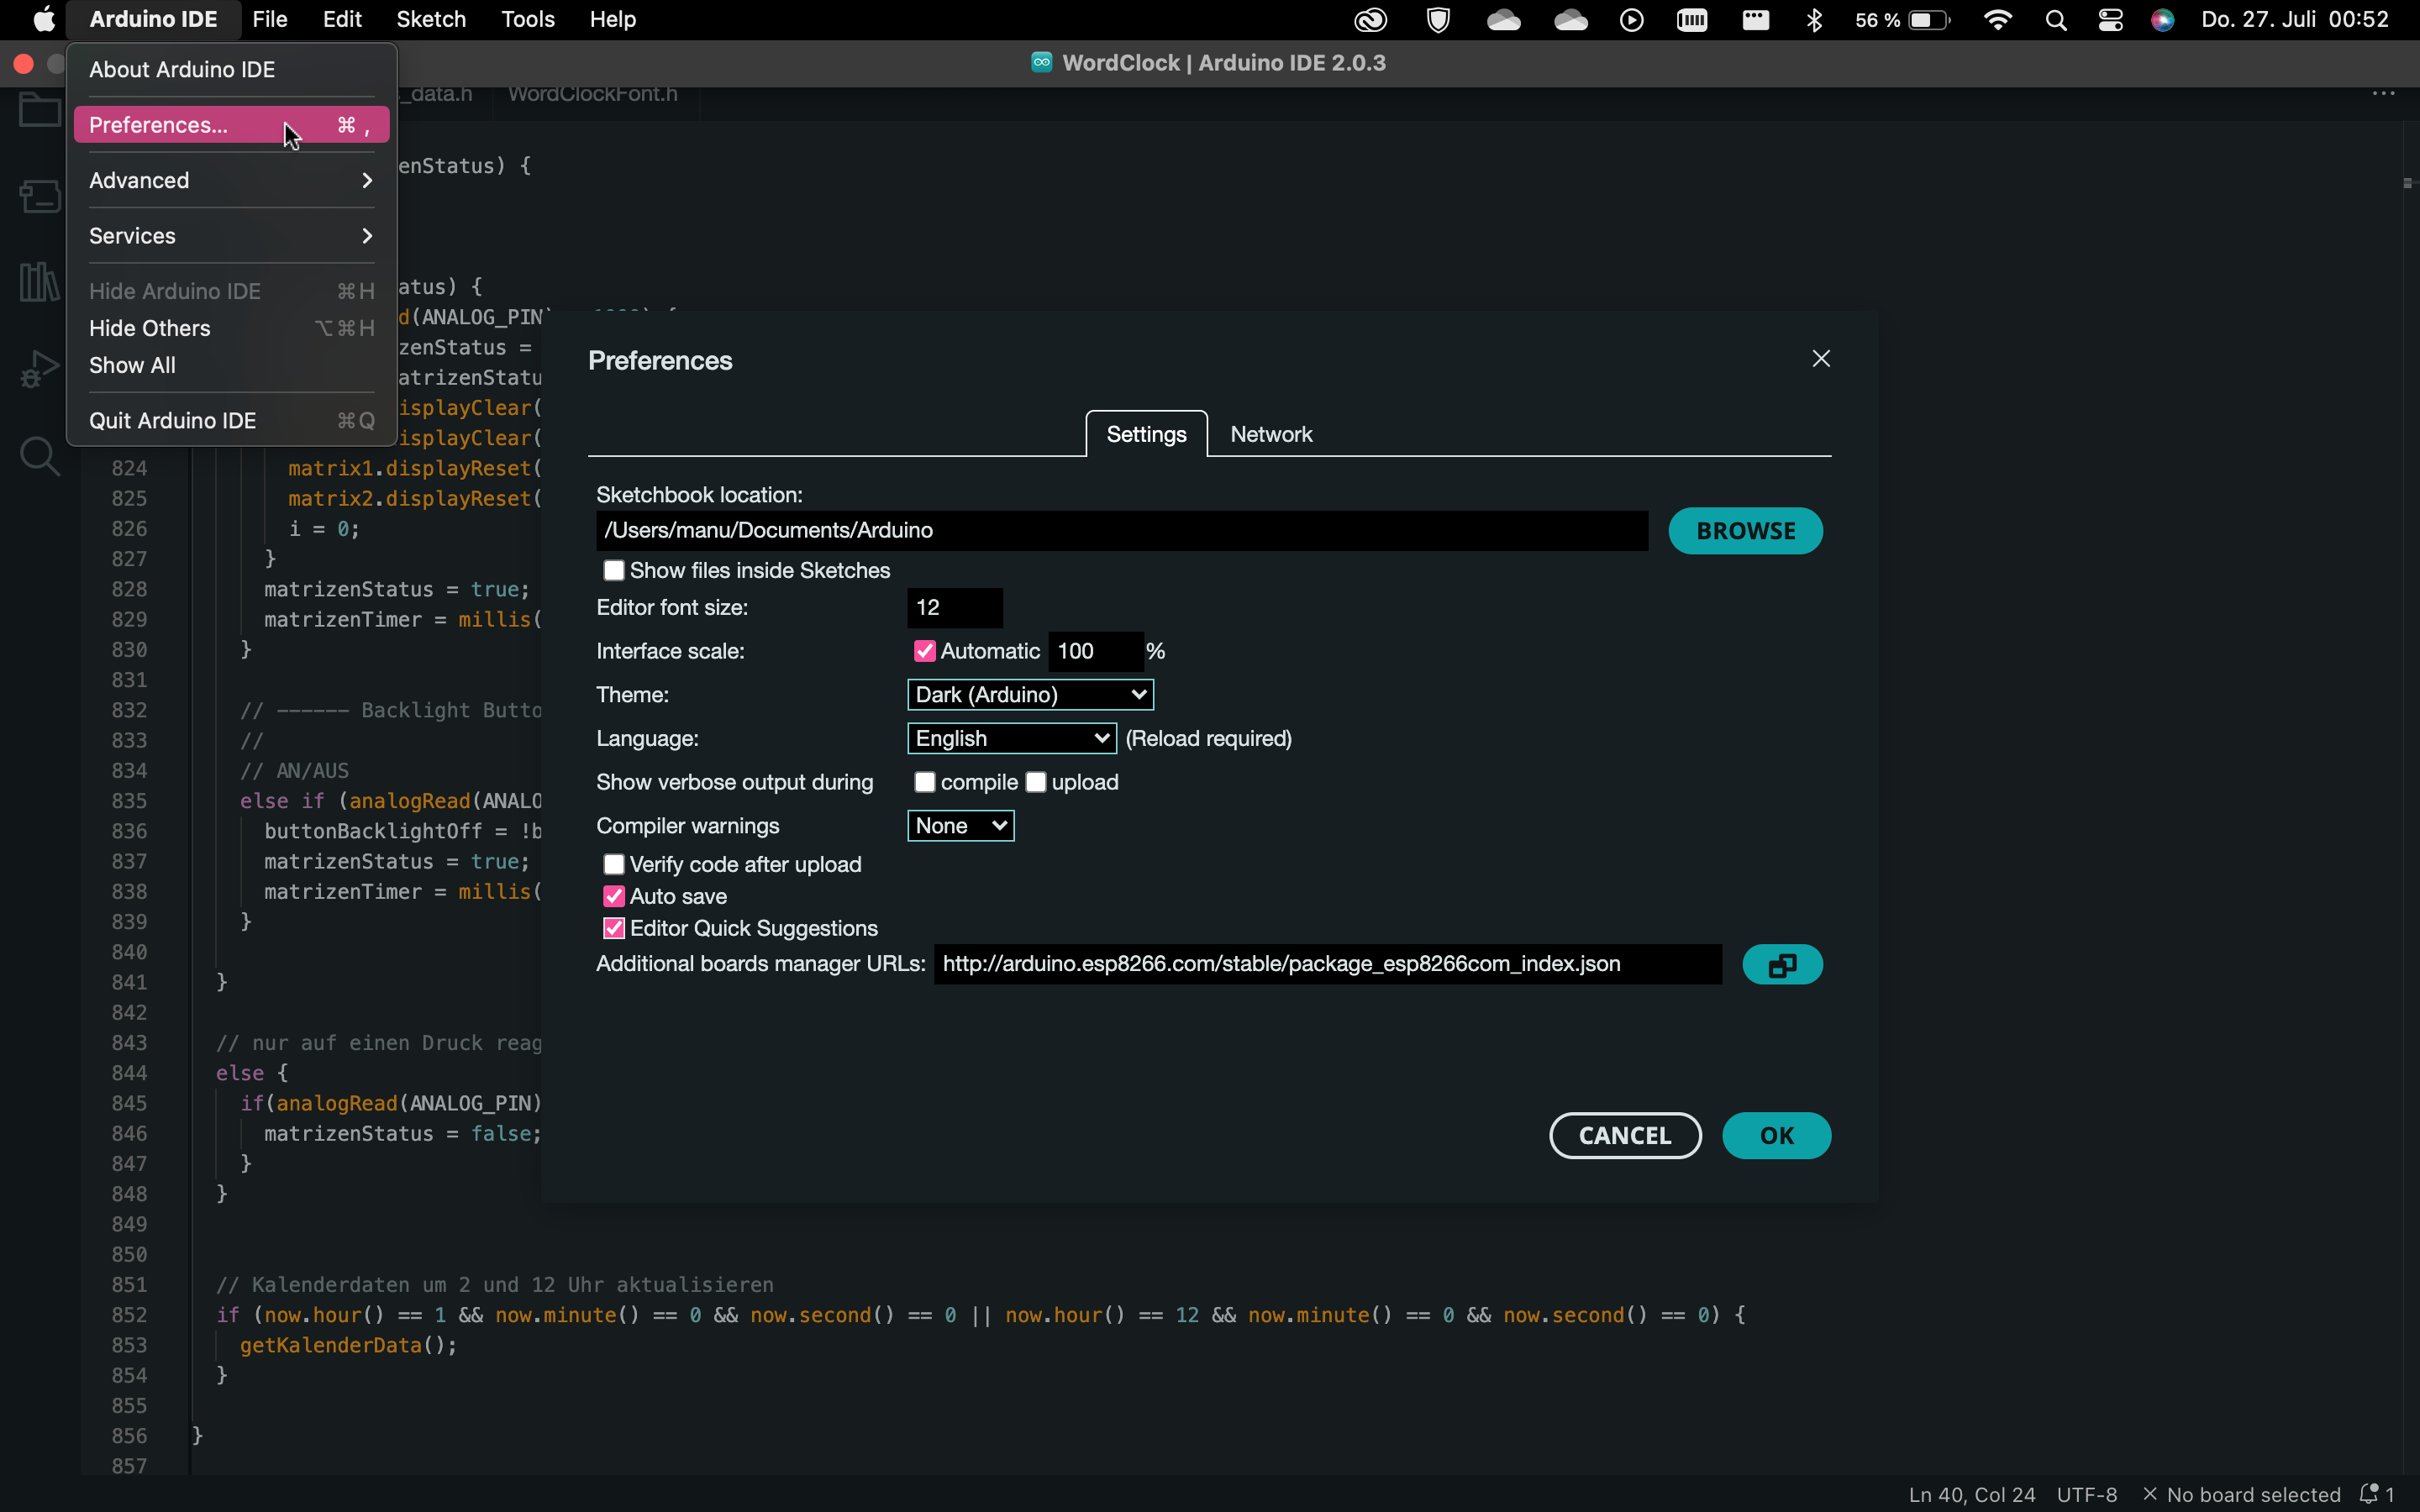 Arduino IDE File Edit Sketch Tools Help 56 % Do. 27. Juli 00:52
WordClock | Arduino IDE 2.0.3
About Arduino IDE
Preferences... ⌘ ,
Advanced
Services
Hide Arduino IDE ⌘H
Hide Others ⌥⌘H
Show All
Quit Arduino IDE ⌘Q
_data.h WordClockFont.h
enStatus) {
atus) {
d(ANALOG_PIN)
zenStatus =
atrizenStatu
isplayClear(
isplayClear(
824 matrix1.displayReset(
825 matrix2.displayReset(
826 i = 0;
827 }
828 matrizenStatus = true;
829 matrizenTimer = millis(
830 }
831
832 // —————— Backlight Butto
833 //
834 // AN/AUS
835 else if (analogRead(ANALO
836 buttonBacklightOff = !b
837 matrizenStatus = true;
838 matrizenTimer = millis(
839 }
840
841 }
842
843 // nur auf einen Druck reag
844 else {
845 if(analogRead(ANALOG_PIN)
846 matrizenStatus = false;
847 }
848 }
849
850
851 // Kalenderdaten um 2 und 12 Uhr aktualisieren
852 if (now.hour() == 1 && now.minute() == 0 && now.second() == 0 || now.hour() == 12 && now.minute() == 0 && now.second() == 0) {
853 getKalenderData();
854 }
855
856 }
857
Preferences
Settings Network
Sketchbook location:
/Users/manu/Documents/Arduino BROWSE
Show files inside Sketches
Editor font size: 12
Interface scale: Automatic 100 %
Theme: Dark (Arduino)
Language: English (Reload required)
Show verbose output during compile upload
Compiler warnings None
Verify code after upload
Auto save
Editor Quick Suggestions
Additional boards manager URLs: http://arduino.esp8266.com/stable/package_esp8266com_index.json
CANCEL OK
Ln 40, Col 24 UTF-8 × No board selected 1